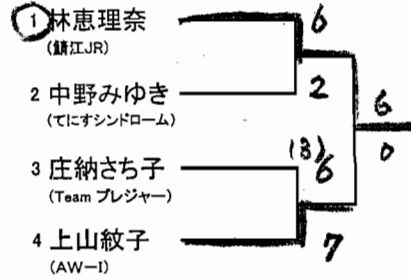 1 林恵理奈 6
(鯖江JR)
2 中野みゆき 2
(てにすシンドローム)
6
0
3 庄納さち子 (3) 6
(Team プレジャー)
4 上山紋子 7
(AW－I)